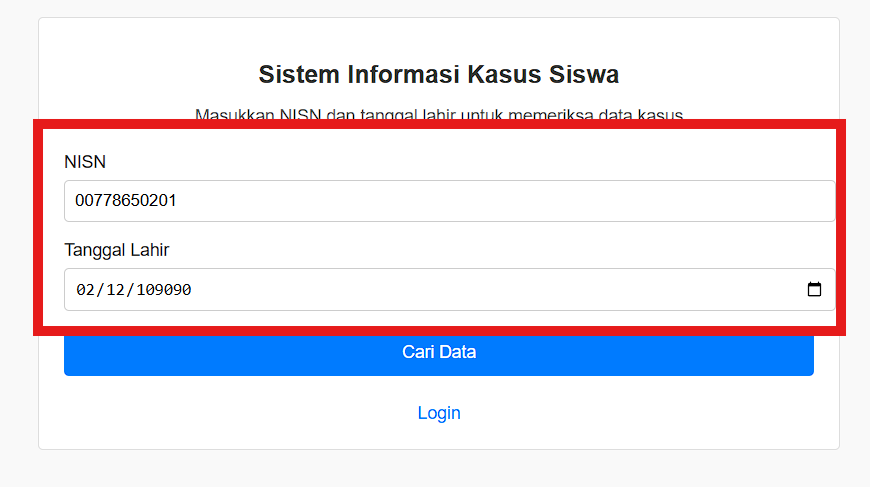 Sistem Informasi Kasus Siswa
Masukkan NISN dan tanggal lahir untuk memeriksa data kasus
NISN
00778650201
Tanggal Lahir
02/12/109090
Cari Data
Login